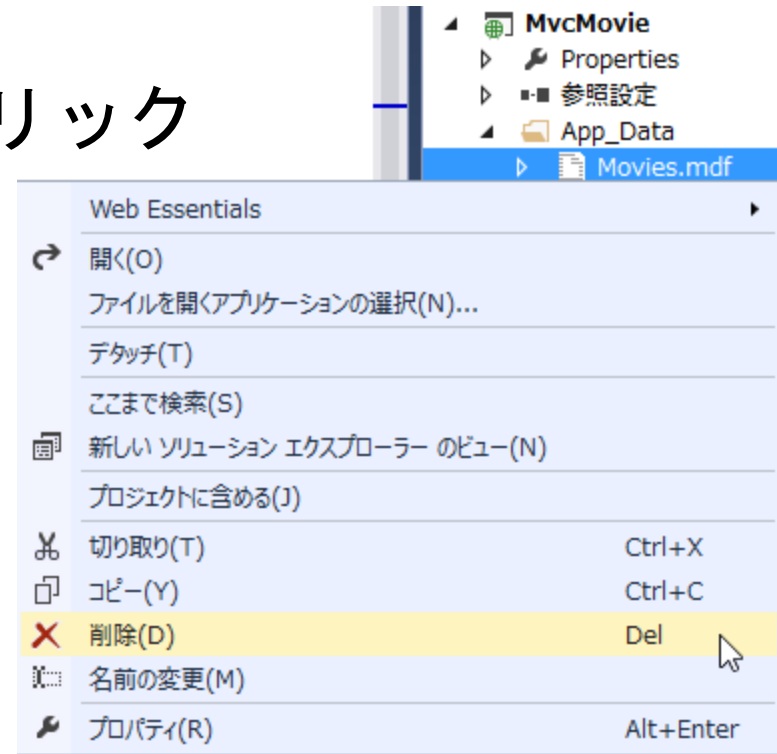 MvcMovie
Properties
リック
参照設定
App_Data
Movies.mdf
Web Essentials
開く(O)
ファイルを開くアプリケーションの選択(N)...
デタッチ(T)
ここまで検索(S)
新しい ソリューション エクスプローラー のビュー(N)
プロジェクトに含める(J)
切り取り(T) Ctrl+X
コピー(Y) Ctrl+C
削除(D) Del
名前の変更(M)
プロパティ(R) Alt+Enter